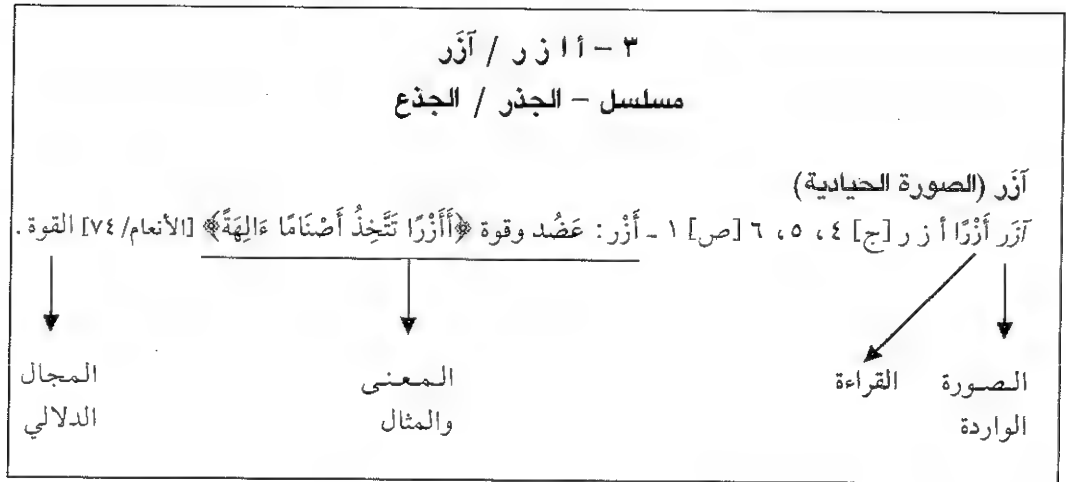 ٣ - أ ا ز ر / آزَر
مسلسل - الجذر / الجذع
آزَر (الصورة الحيادية)
آزَر أَزْرًا أ ز ر [ج] ٤، ٥، ٦ [ص] ١ ـ أَزْر: عَضُد وقوة ﴿أَأَزْرًا تَتَّخِذُ أَصْنَامًا ءَالِهَةً﴾ [الأنعام/٧٤] القوة.
الصورة القراءة المعنى المجال
الواردة والمثال الدلالي